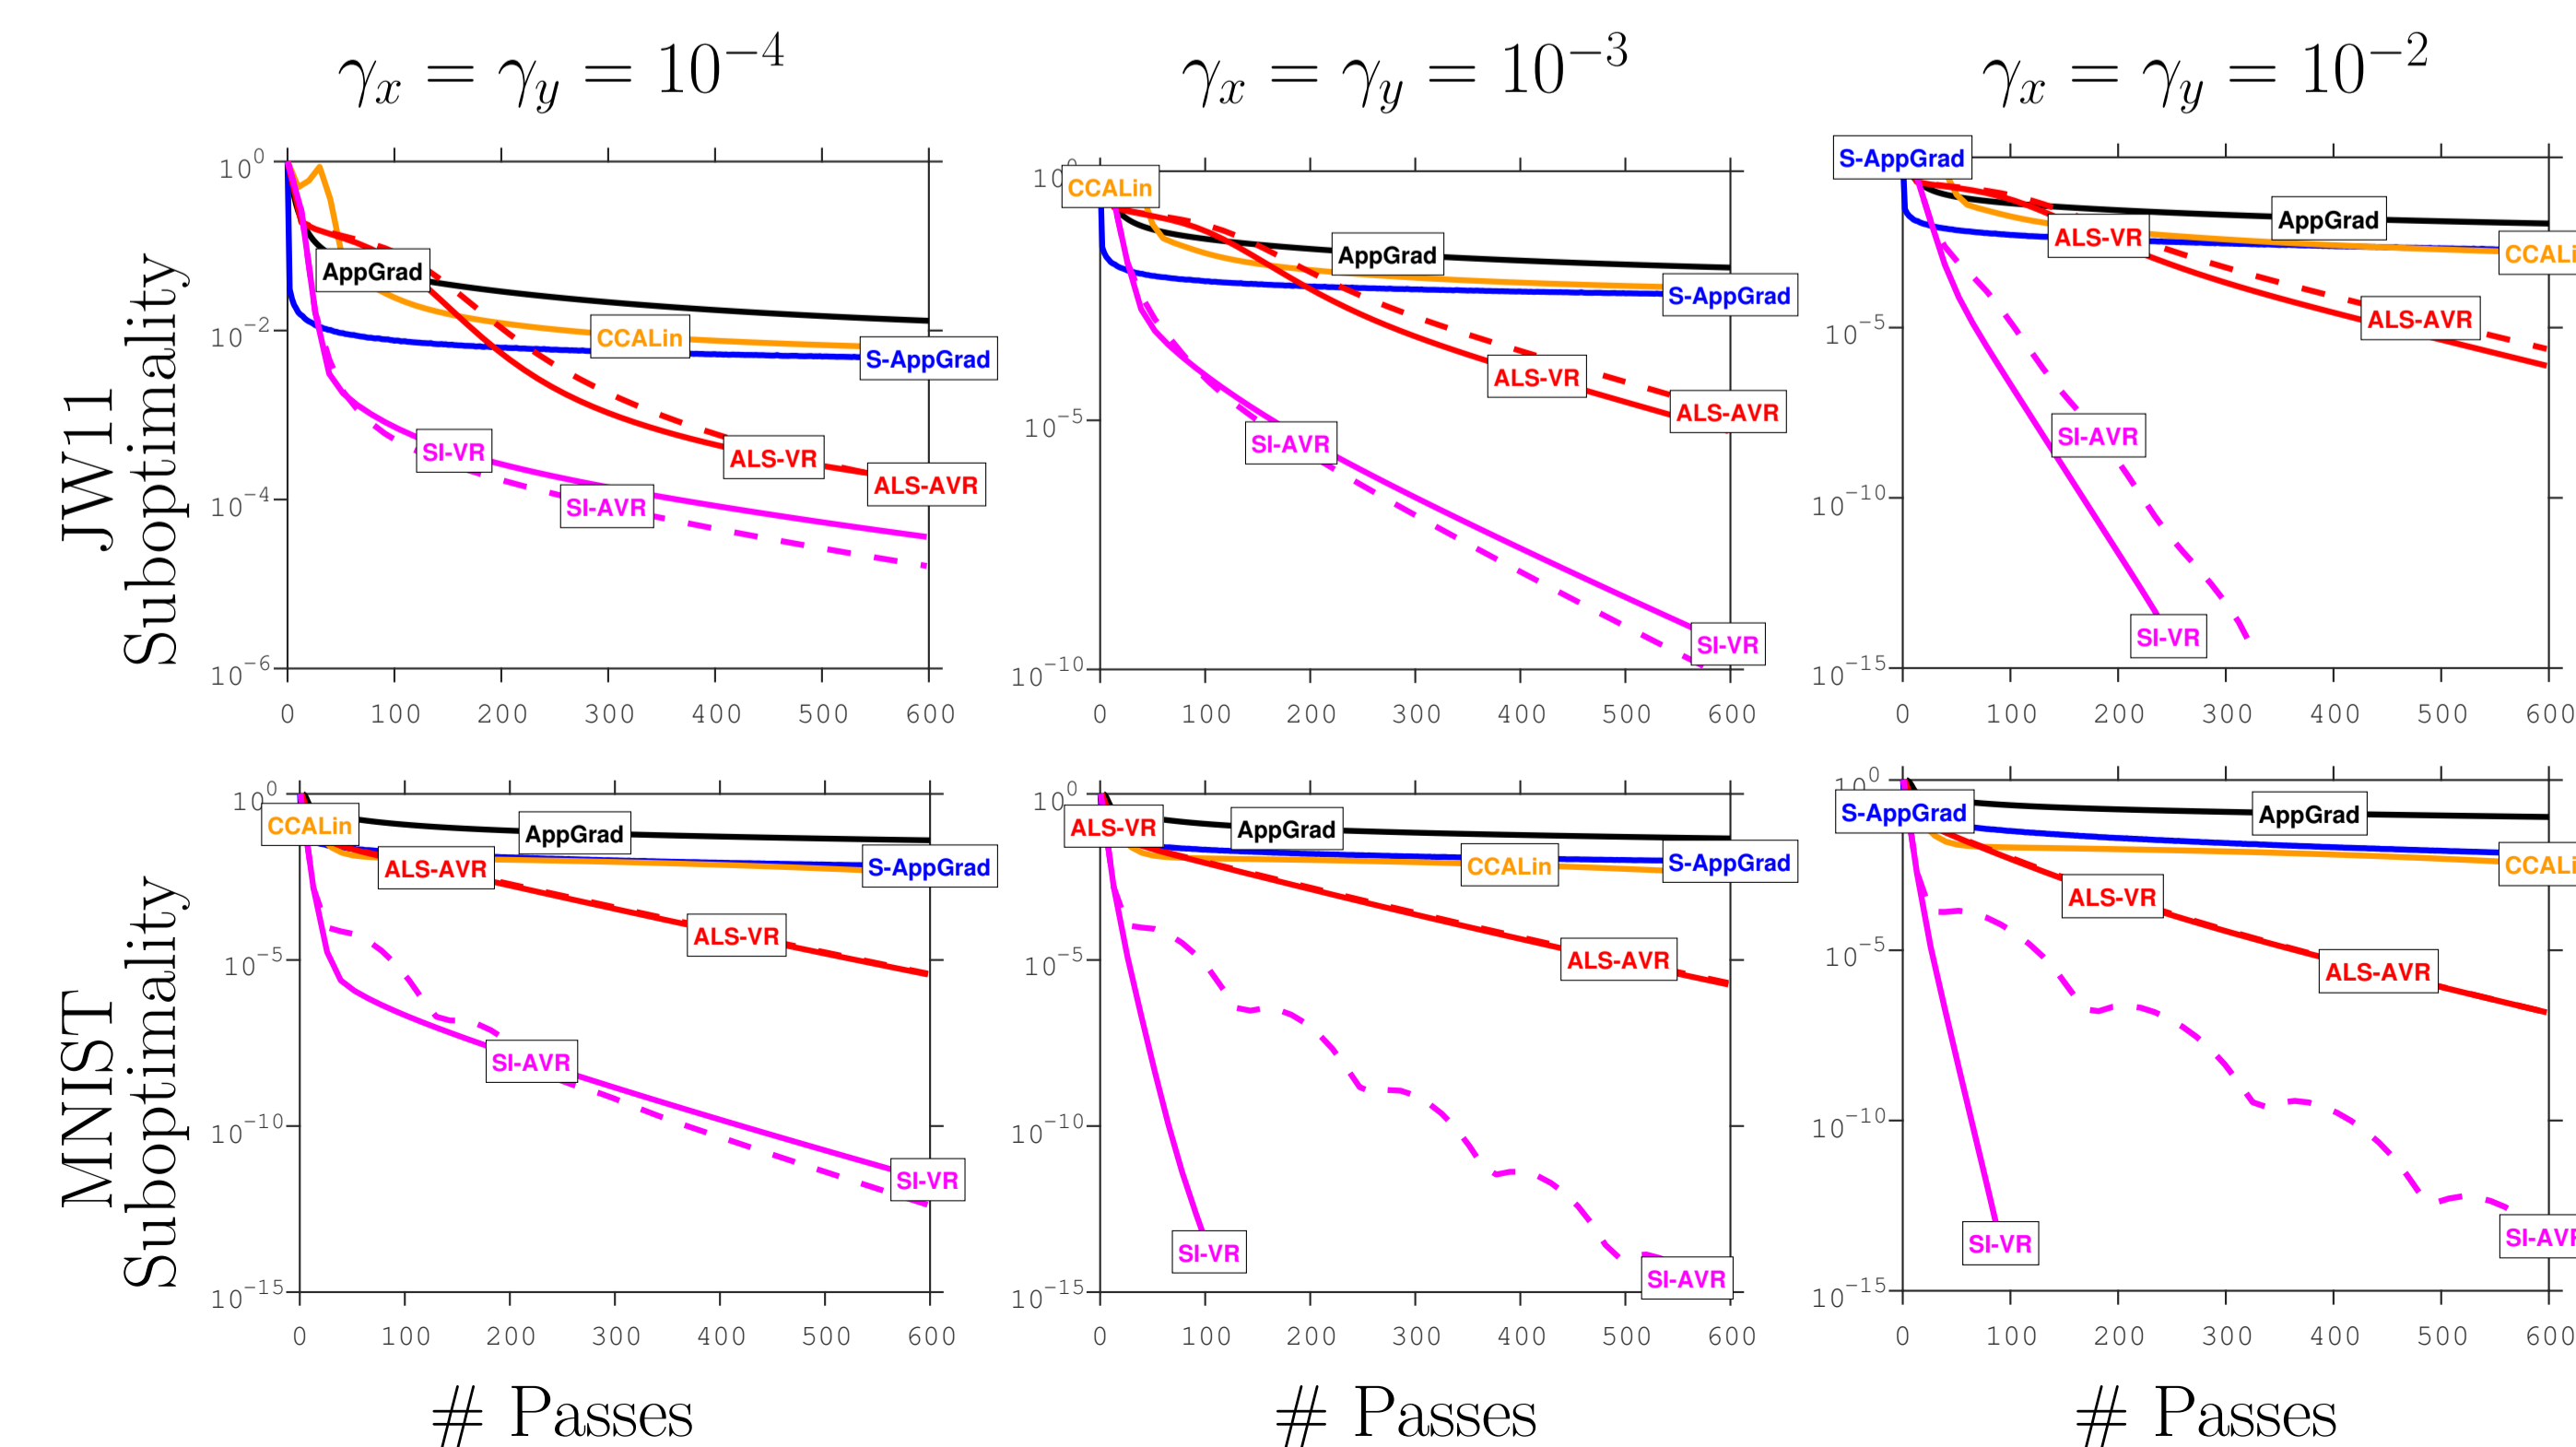 γx = γy = 10−4
γx = γy = 10−3
γx = γy = 10−2
JW11
Suboptimality
10^0
10^−2
10^−4
10^−6
AppGrad
CCALin
S-AppGrad
SI-VR
ALS-VR
ALS-AVR
SI-AVR
0 100 200 300 400 500 600
10^0
10^−5
10^−10
CCALin
AppGrad
S-AppGrad
ALS-VR
ALS-AVR
SI-AVR
SI-VR
0 100 200 300 400 500 600
S-AppGrad
AppGrad
ALS-VR
CCALi
10^−5
ALS-AVR
SI-AVR
10^−10
SI-VR
10^−15
0 100 200 300 400 500 600
MNIST
Suboptimality
10^0
10^−5
10^−10
10^−15
CCALin
AppGrad
ALS-AVR
S-AppGrad
ALS-VR
SI-AVR
SI-VR
0 100 200 300 400 500 600
10^0
10^−5
10^−10
10^−15
ALS-VR
AppGrad
CCALin
S-AppGrad
ALS-AVR
SI-VR
SI-AVR
0 100 200 300 400 500 600
10^0
10^−5
10^−10
10^−15
S-AppGrad
AppGrad
CCALi
ALS-VR
ALS-AVR
SI-VR
SI-AVR
0 100 200 300 400 500 600
# Passes
# Passes
# Passes